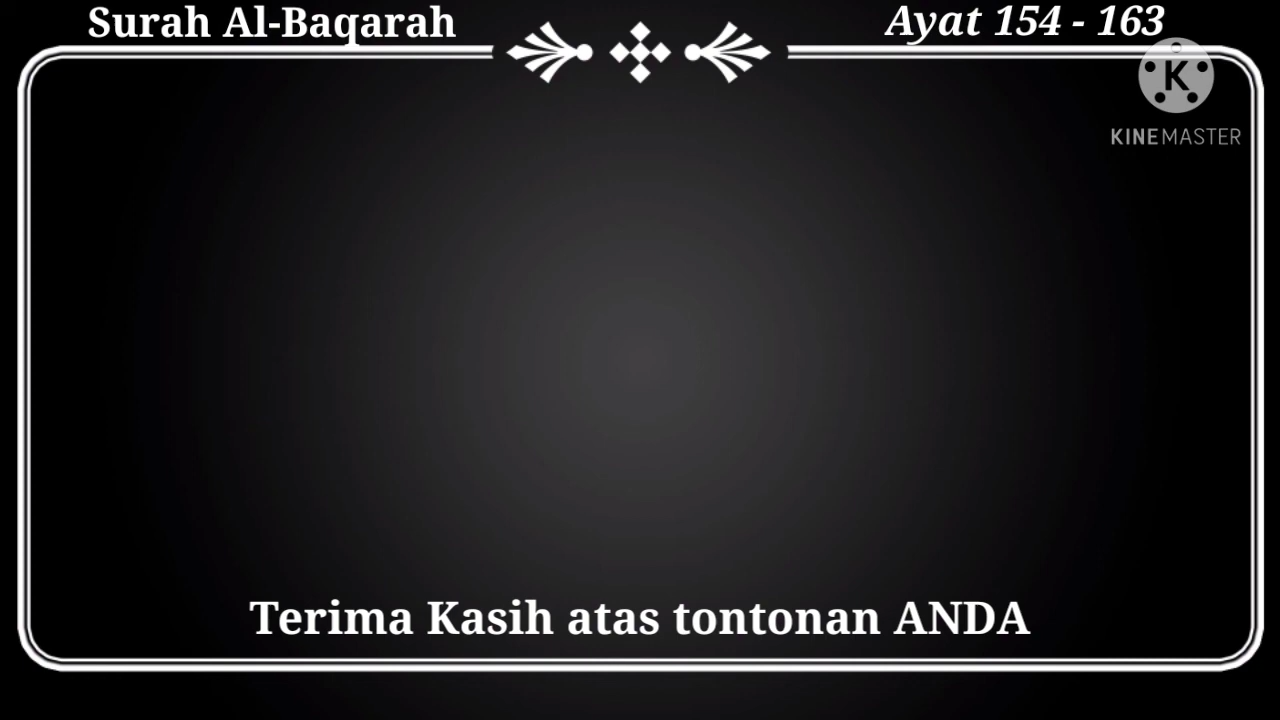 Surah Al-Baqarah
Ayat 154 - 163
K
KINEMASTER
Terima Kasih atas tontonan ANDA